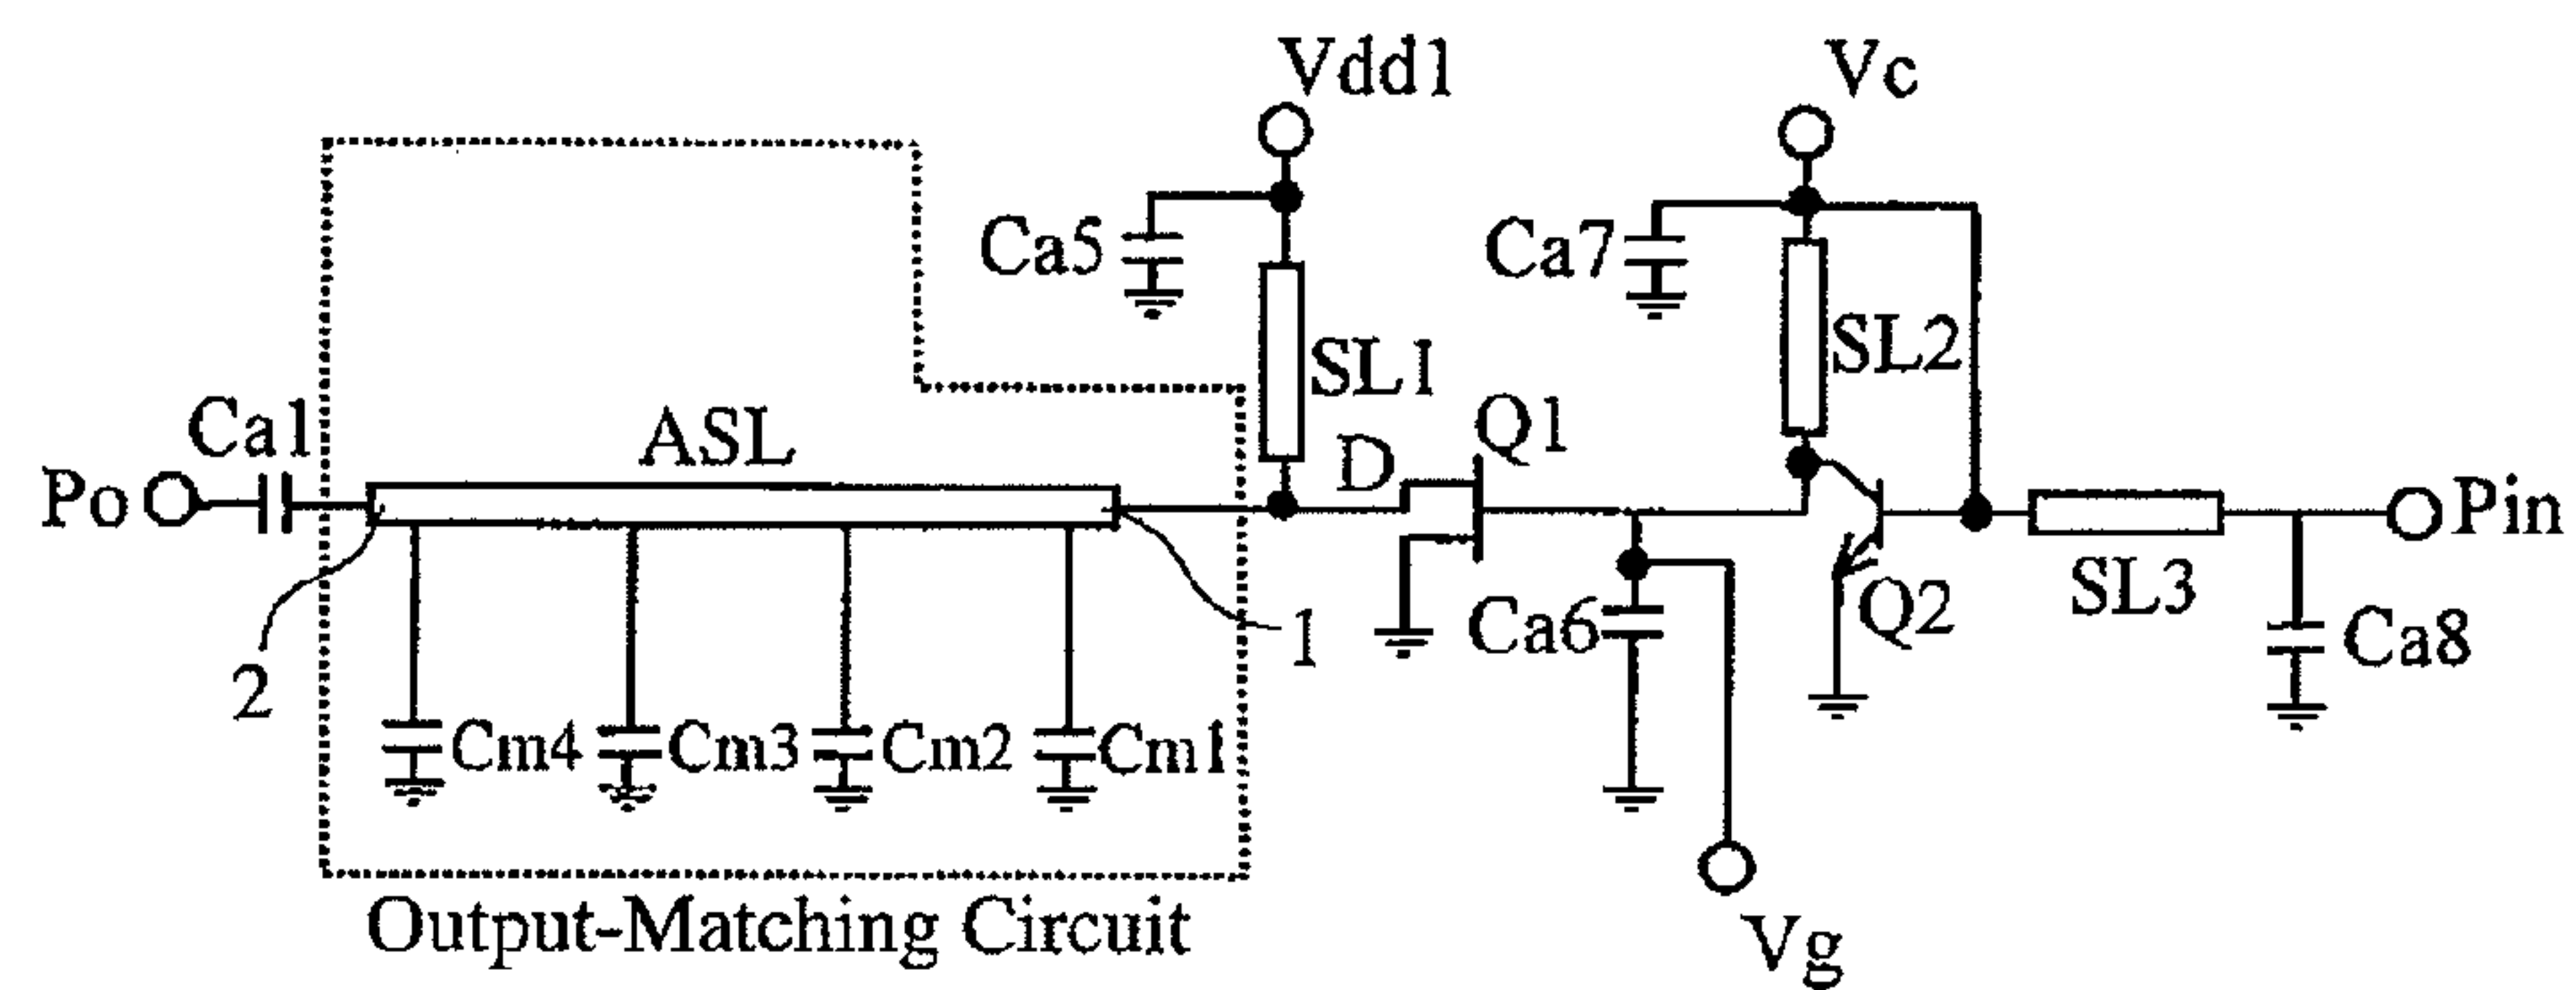 Vdd1
Vc
Ca5
Ca7
SL1
SL2
Ca1
ASL
D
Q1
Po
Pin
2
1
Ca6
Q2
SL3
Ca8
Cm4
Cm3
Cm2
Cm1
Output-Matching Circuit
Vg